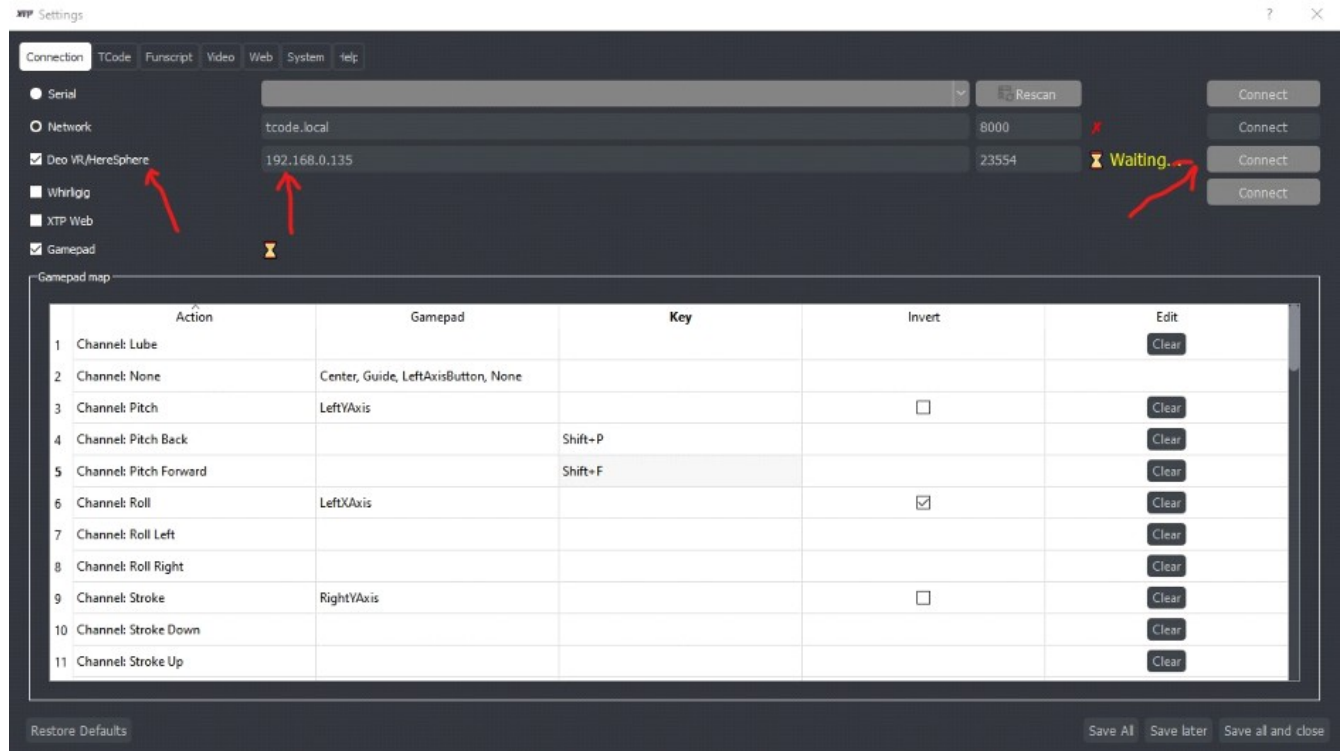 XTP Settings
Connection TCode Funscript Video Web System Help
Serial Rescan Connect
Network tcode.local 8000 Connect
Deo VR/HereSphere 192.168.0.135 23554 Waiting... Connect
Whirligig Connect
XTP Web
Gamepad
Gamepad map
Action Gamepad Key Invert Edit
1 Channel: Lube Clear
2 Channel: None Center, Guide, LeftAxisButton, None
3 Channel: Pitch LeftYAxis Clear
4 Channel: Pitch Back Shift+P Clear
5 Channel: Pitch Forward Shift+F Clear
6 Channel: Roll LeftXAxis Clear
7 Channel: Roll Left Clear
8 Channel: Roll Right Clear
9 Channel: Stroke RightYAxis Clear
10 Channel: Stroke Down Clear
11 Channel: Stroke Up Clear
Restore Defaults Save All Save later Save all and close